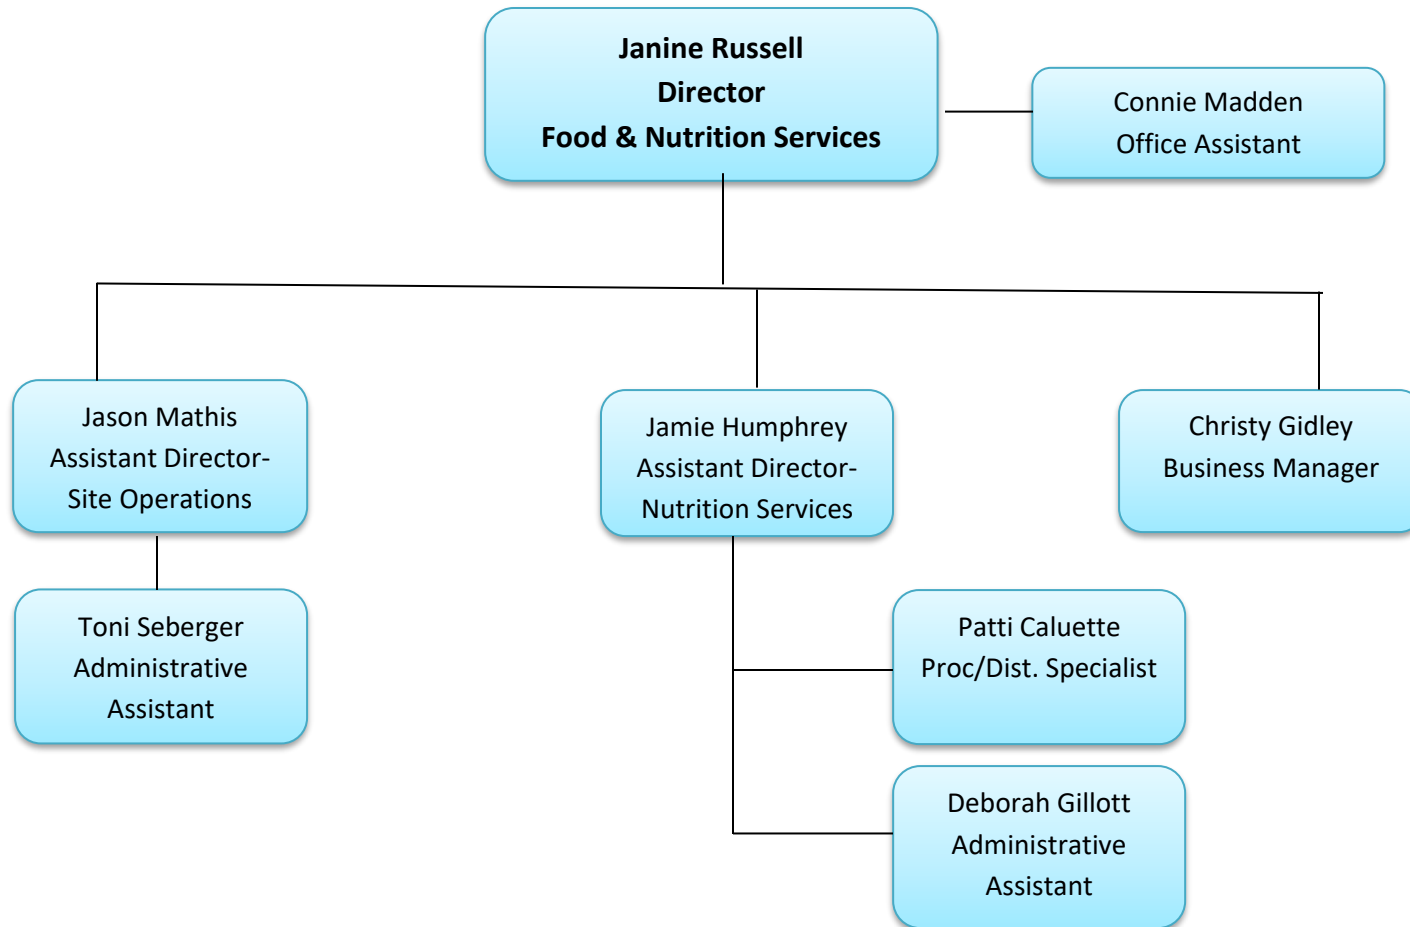 Janine Russell
Director
Food & Nutrition Services
Connie Madden
Office Assistant
Jason Mathis
Assistant Director-
Site Operations
Jamie Humphrey
Assistant Director-
Nutrition Services
Christy Gidley
Business Manager
Toni Seberger
Administrative
Assistant
Patti Caluette
Proc/Dist. Specialist
Deborah Gillott
Administrative
Assistant